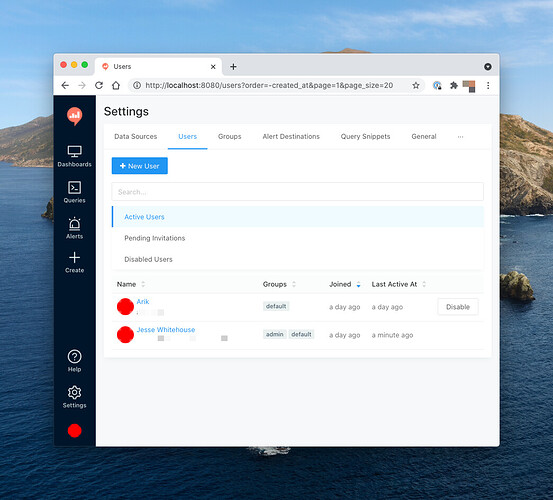 Users
http://localhost:8080/users?order=-created_at&page=1&page_size=20
Settings
Data Sources Users Groups Alert Destinations Query Snippets General ...
+ New User
Search...
Active Users
Pending Invitations
Disabled Users
Name Groups Joined Last Active At
Arik default a day ago a day ago Disable
Jesse Whitehouse admin default a day ago a minute ago
Dashboards
Queries
Alerts
Create
Help
Settings